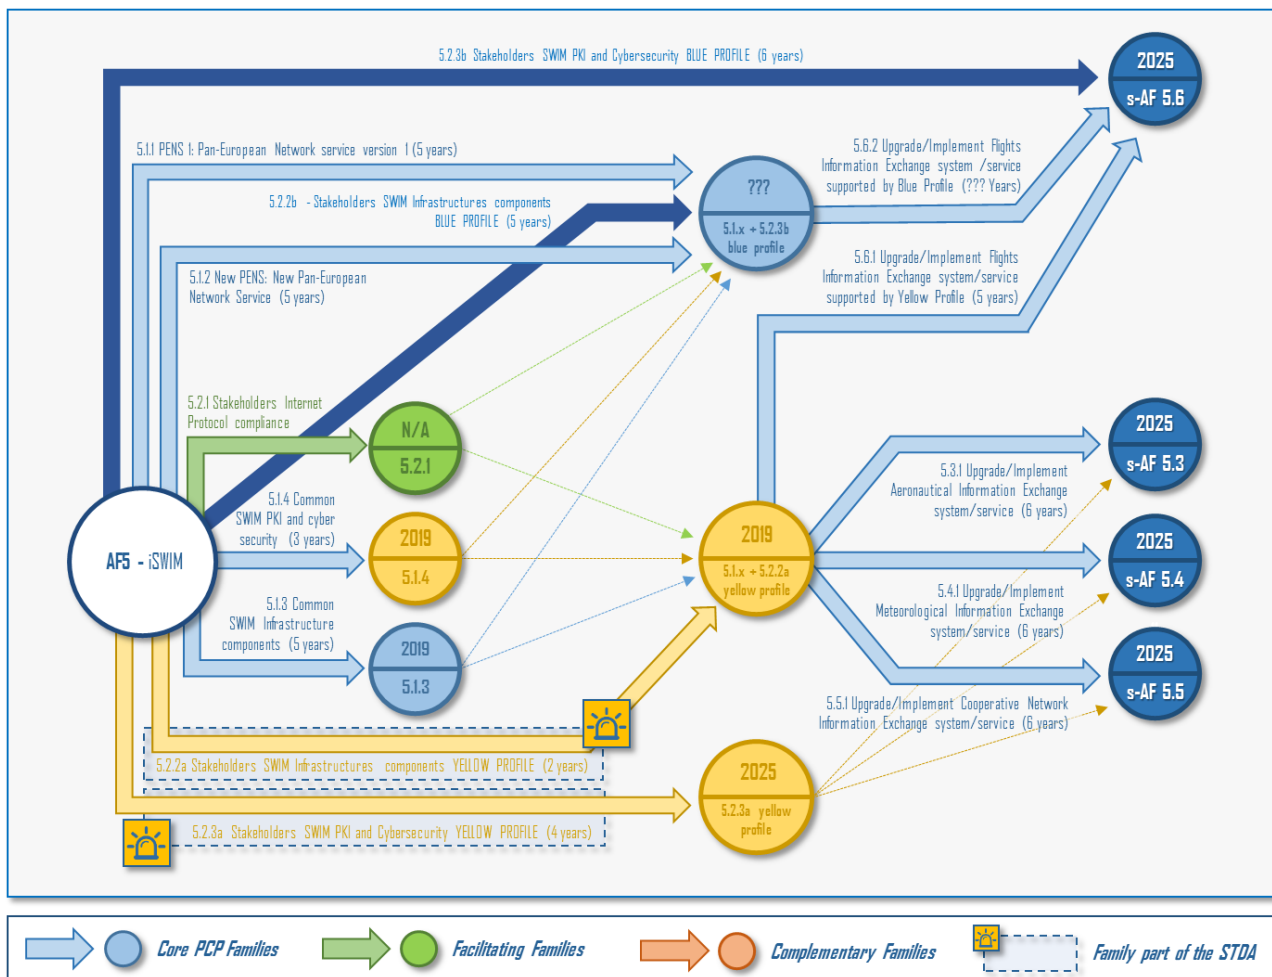 5.2.3b Stakeholders SWIM PKI and Cybersecurity BLUE PROFILE (6 years)
2025
s-AF 5.6
5.1.1 PENS 1: Pan-European Network service version 1 (5 years)
5.6.2 Upgrade/Implement Flights
Information Exchange system /service
supported by Blue Profile (??? Years)
???
5.1.x + 5.2.3b
blue profile
5.2.2b - Stakeholders SWIM Infrastructures components
BLUE PROFILE (5 years)
5.1.2 New PENS: New Pan-European
Network Service (5 years)
5.6.1 Upgrade/Implement Flights
Information Exchange system/service
supported by Yellow Profile (5 years)
5.2.1 Stakeholders Internet
Protocol compliance
N/A
5.2.1
2025
s-AF 5.3
5.3.1 Upgrade/Implement
Aeronautical Information Exchange
system/service
(6 years)
5.1.4 Common
SWIM PKI and cyber
security (3 years)
AF5 - iSWIM
2019
5.1.4
2019
5.1.x + 5.2.2a
yellow profile
2025
s-AF 5.4
5.4.1 Upgrade/Implement
Meteorological Information Exchange
system/service
(6 years)
5.1.3 Common
SWIM Infrastructure
components (5 years)
2019
5.1.3
2025
s-AF 5.5
5.5.1 Upgrade/Implement Cooperative Network
Information Exchange system/service (6 years)
5.2.2a Stakeholders SWIM Infrastructures components YELLOW PROFILE (2 years)
2025
5.2.3a yellow
profile
5.2.3a Stakeholders SWIM PKI and Cybersecurity YELLOW PROFILE (4 years)
Core PCP Families
Facilitating Families
Complementary Families
Family part of the STDA